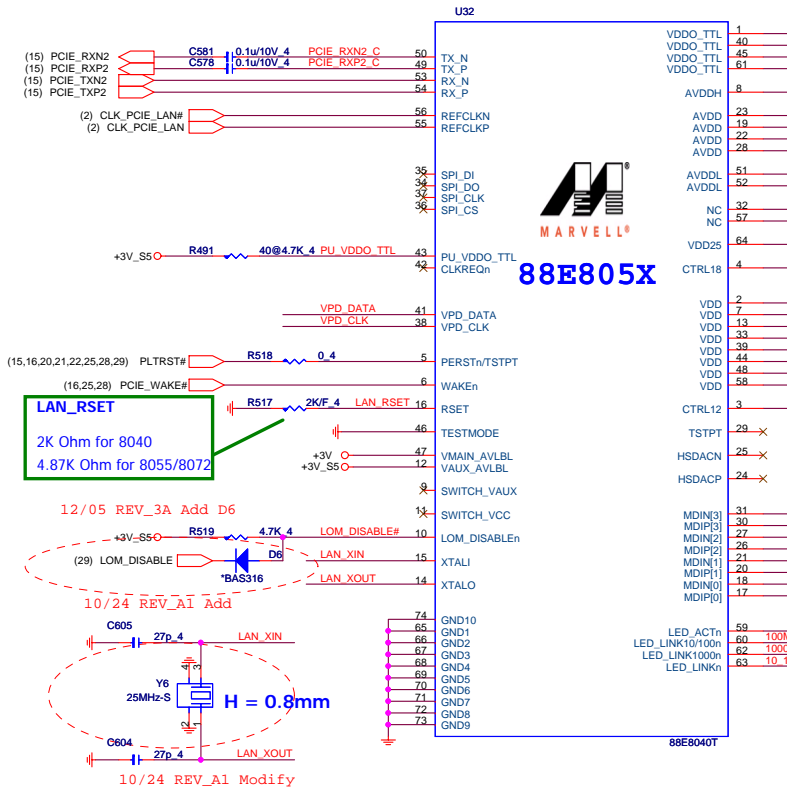 U32
(15) PCIE_RXN2 C581 0.1u/10V_4 PCIE_RXN2_C 50 TX_N
(15) PCIE_RXP2 C578 0.1u/10V_4 PCIE_RXP2_C 49 TX_P
(15) PCIE_TXN2 53 RX_N
(15) PCIE_TXP2 54 RX_P
(2) CLK_PCIE_LAN# 56 REFCLKN
(2) CLK_PCIE_LAN 55 REFCLKP
35 SPI_DI
34 SPI_DO
37 SPI_CLK
36 SPI_CS
+3V_S5 R491 40@4.7K_4 PU_VDDO_TTL 43 PU_VDDO_TTL
42 CLKREQn
VPD_DATA 41 VPD_DATA
VPD_CLK 38 VPD_CLK
(15,16,20,21,22,25,28,29) PLTRST# R518 0_4 5 PERSTn/TSTPT
(16,25,28) PCIE_WAKE# 6 WAKEn
R517 2K/F_4 LAN_RSET 16 RSET
LAN_RSET
2K Ohm for 8040
4.87K Ohm for 8055/8072
46 TESTMODE
+3V 47 VMAIN_AVLBL
+3V_S5 12 VAUX_AVLBL
9 SWITCH_VAUX
11 SWITCH_VCC
12/05 REV_3A Add D6
+3V_S5 R519 4.7K_4 LOM_DISABLE# 10 LOM_DISABLEn
(29) LOM_DISABLE D6 LAN_XIN 15 XTALI
*BAS316 LAN_XOUT 14 XTALO
10/24 REV_A1 Add
C605 27p_4 LAN_XIN
4 3
Y6
25MHz-S
H = 0.8mm
2 1
C604 27p_4 LAN_XOUT
10/24 REV_A1 Modify
74 GND10
65 GND1
66 GND2
67 GND3
68 GND4
69 GND5
70 GND6
71 GND7
72 GND8
73 GND9
MARVELL®
88E805X
VDDO_TTL 1
VDDO_TTL 40
VDDO_TTL 45
VDDO_TTL 61
AVDDH 8
AVDD 23
AVDD 19
AVDD 22
AVDD 28
AVDDL 51
AVDDL 52
NC 32
NC 57
VDD25 64
CTRL18 4
VDD 2
VDD 7
VDD 13
VDD 33
VDD 39
VDD 44
VDD 48
VDD 58
CTRL12 3
TSTPT 29
HSDACN 25
HSDACP 24
MDIN[3] 31
MDIP[3] 30
MDIN[2] 27
MDIP[2] 26
MDIN[1] 21
MDIP[1] 20
MDIN[0] 18
MDIP[0] 17
LED_ACTn 59
LED_LINK10/100n 60 100M
LED_LINK1000n 62 1000
LED_LINKn 63 10_1
88E8040T